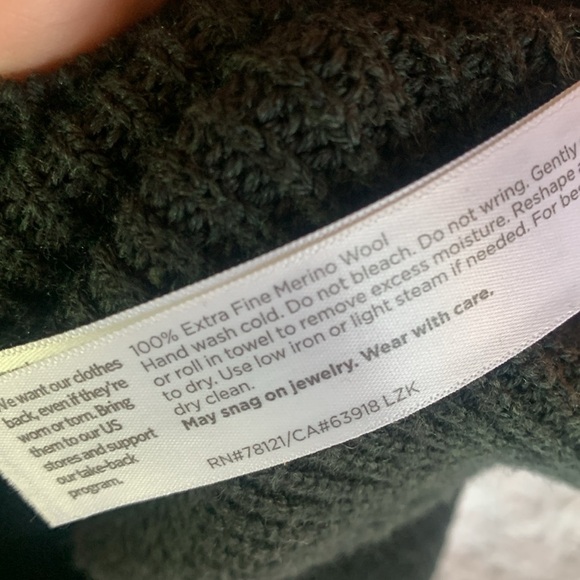 We want our clothes
back, even if they're
worn or torn. Bring
them to our US
stores and support
our take-back
program.
100% Extra Fine Merino Wool
Hand wash cold. Do not bleach. Do not wring. Gently
or roll in towel to remove excess moisture. Reshape
to dry. Use low iron or light steam if needed. For be
dry clean.
May snag on jewelry. Wear with care.
RN#78121/CA#63918 LZK